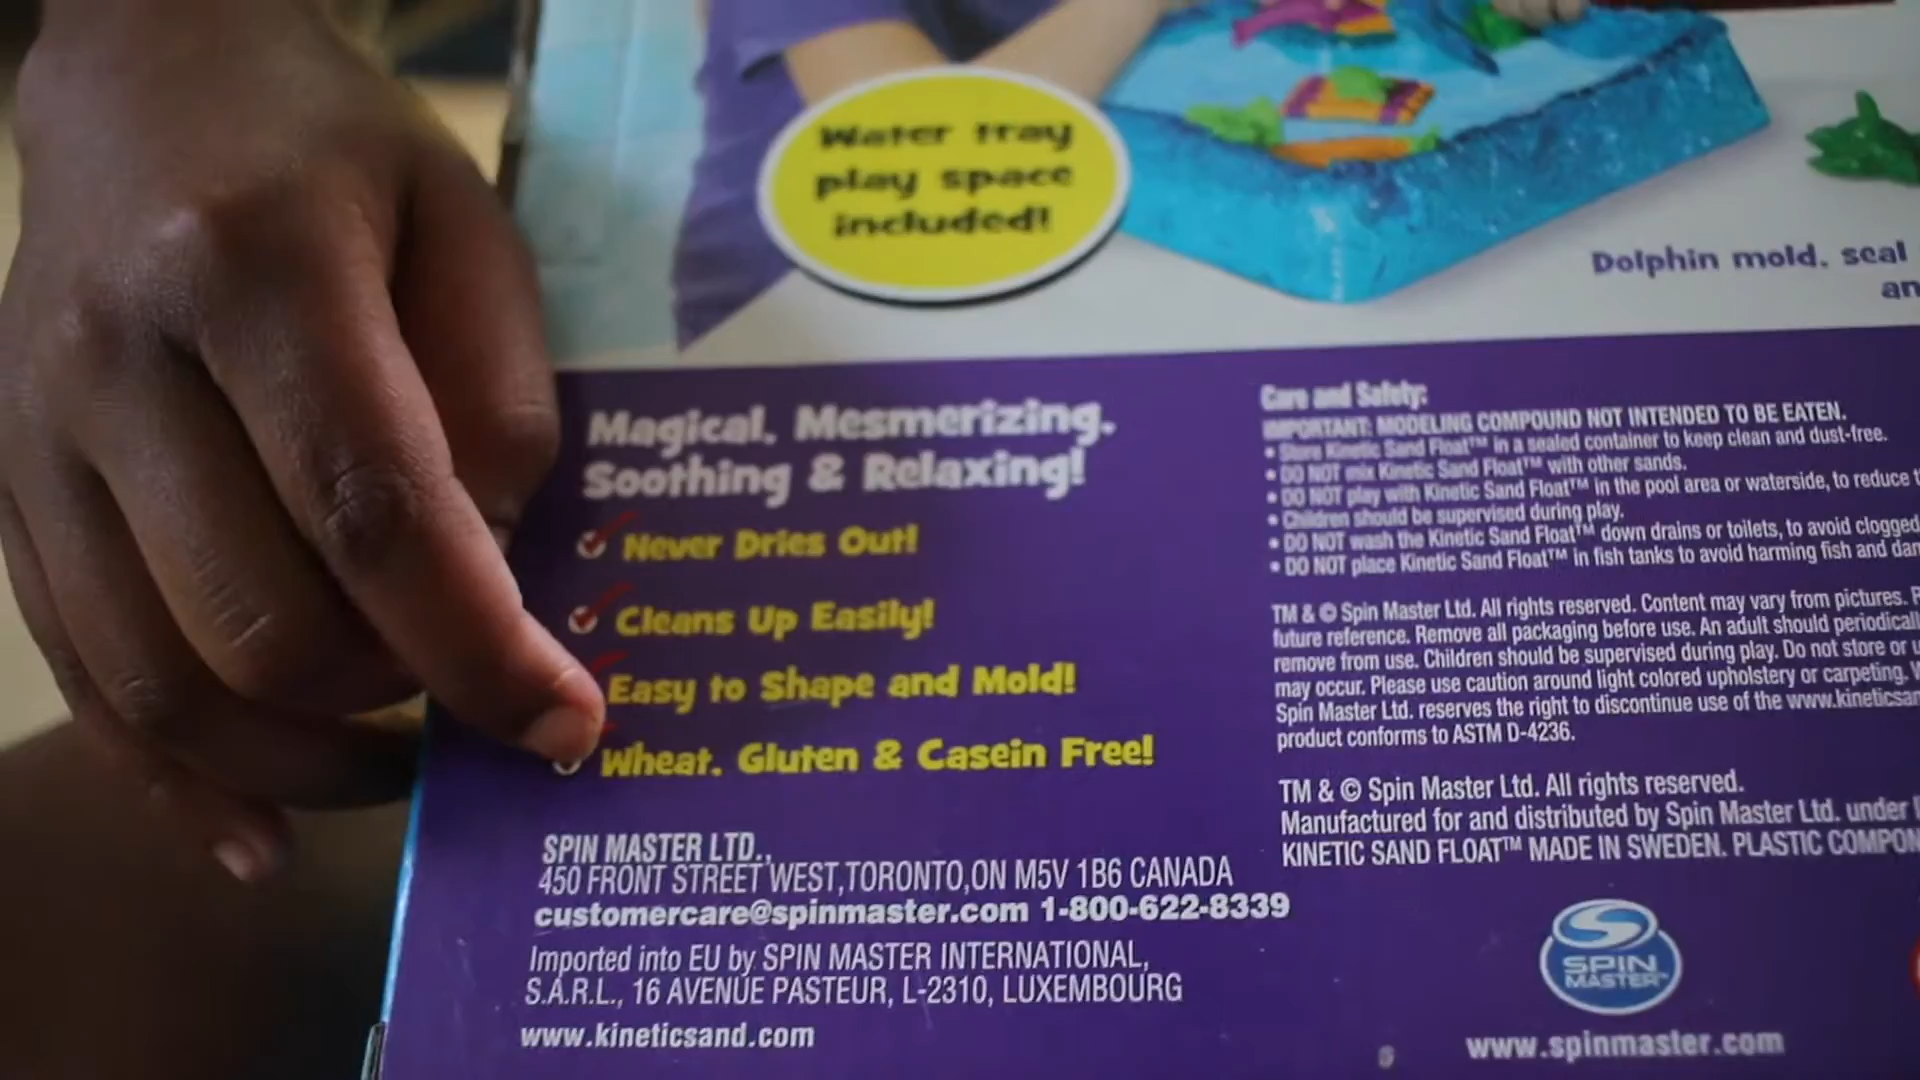 Water tray
play space
included!
Dolphin mold, seal
an
Magical, Mesmerizing,
Soothing & Relaxing!
Never Dries Out!
Cleans Up Easily!
Easy to Shape and Mold!
Wheat, Gluten & Casein Free!
SPIN MASTER LTD.,
450 FRONT STREET WEST,TORONTO,ON M5V 1B6 CANADA
customercare@spinmaster.com 1-800-622-8339
Imported into EU by SPIN MASTER INTERNATIONAL,
S.A.R.L., 16 AVENUE PASTEUR, L-2310, LUXEMBOURG
www.kineticsand.com
Care and Safety:
IMPORTANT: MODELING COMPOUND NOT INTENDED TO BE EATEN.
• Store Kinetic Sand Float™ in a sealed container to keep clean and dust-free.
• DO NOT mix Kinetic Sand Float™ with other sands.
• DO NOT play with Kinetic Sand Float™ in the pool area or waterside, to reduce t
• Children should be supervised during play.
• DO NOT wash the Kinetic Sand Float™ down drains or toilets, to avoid clogged
• DO NOT place Kinetic Sand Float™ in fish tanks to avoid harming fish and dam
TM & © Spin Master Ltd. All rights reserved. Content may vary from pictures. P
future reference. Remove all packaging before use. An adult should periodicall
remove from use. Children should be supervised during play. Do not store or u
may occur. Please use caution around light colored upholstery or carpeting. W
Spin Master Ltd. reserves the right to discontinue use of the www.kineticsan
product conforms to ASTM D-4236.
TM & © Spin Master Ltd. All rights reserved.
Manufactured for and distributed by Spin Master Ltd. under
KINETIC SAND FLOAT™ MADE IN SWEDEN. PLASTIC COMPON
SPIN
MASTER™
www.spinmaster.com